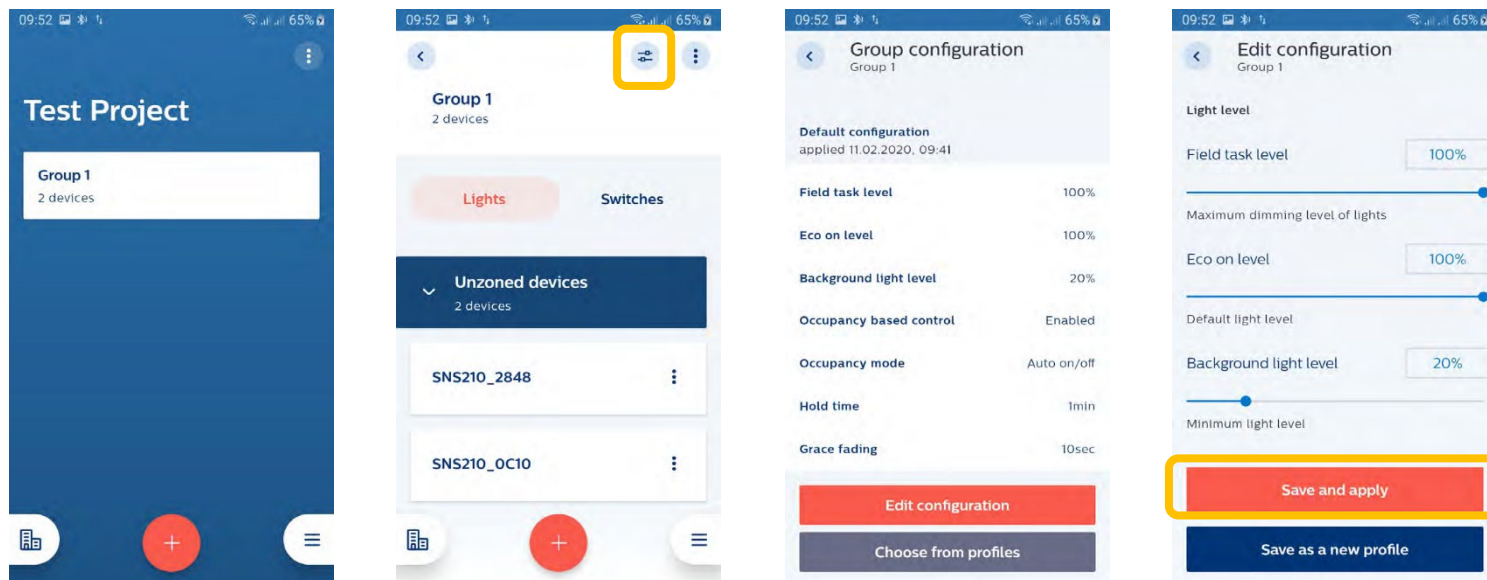 09:52 65%
Test Project
Group 1
2 devices
09:52 65%
Group 1
2 devices
Lights Switches
Unzoned devices
2 devices
SNS210_2848
SNS210_0C10
09:52 65%
Group configuration
Group 1
Default configuration
applied 11.02.2020, 09:41
Field task level 100%
Eco on level 100%
Background light level 20%
Occupancy based control Enabled
Occupancy mode Auto on/off
Hold time 1min
Grace fading 10sec
Edit configuration
Choose from profiles
09:52 65%
Edit configuration
Group 1
Light level
Field task level 100%
Maximum dimming level of lights
Eco on level 100%
Default light level
Background light level 20%
Minimum light level
Save and apply
Save as a new profile